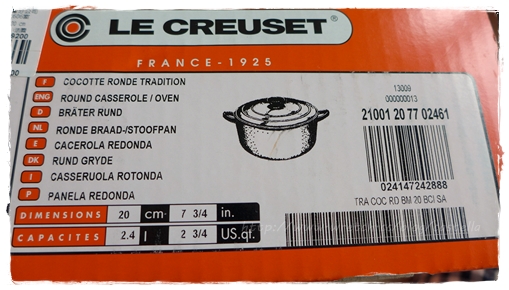 LE CREUSET
FRANCE - 1925
F COCOTTE RONDE TRADITION
ENG ROUND CASSEROLE / OVEN
D BRÄTER RUND
NL RONDE BRAAD-/STOOFPAN
E CACEROLA REDONDA
DK RUND GRYDE
I CASSERUOLA ROTONDA
P PANELA REDONDA
DIMENSIONS 20 cm. 7 3/4 in.
CAPACITES 2.4 l 2 3/4 US.qt.
13009
000000013
21001 20 77 02461
024147242888
TRA COC RD BM 20 BCI SA